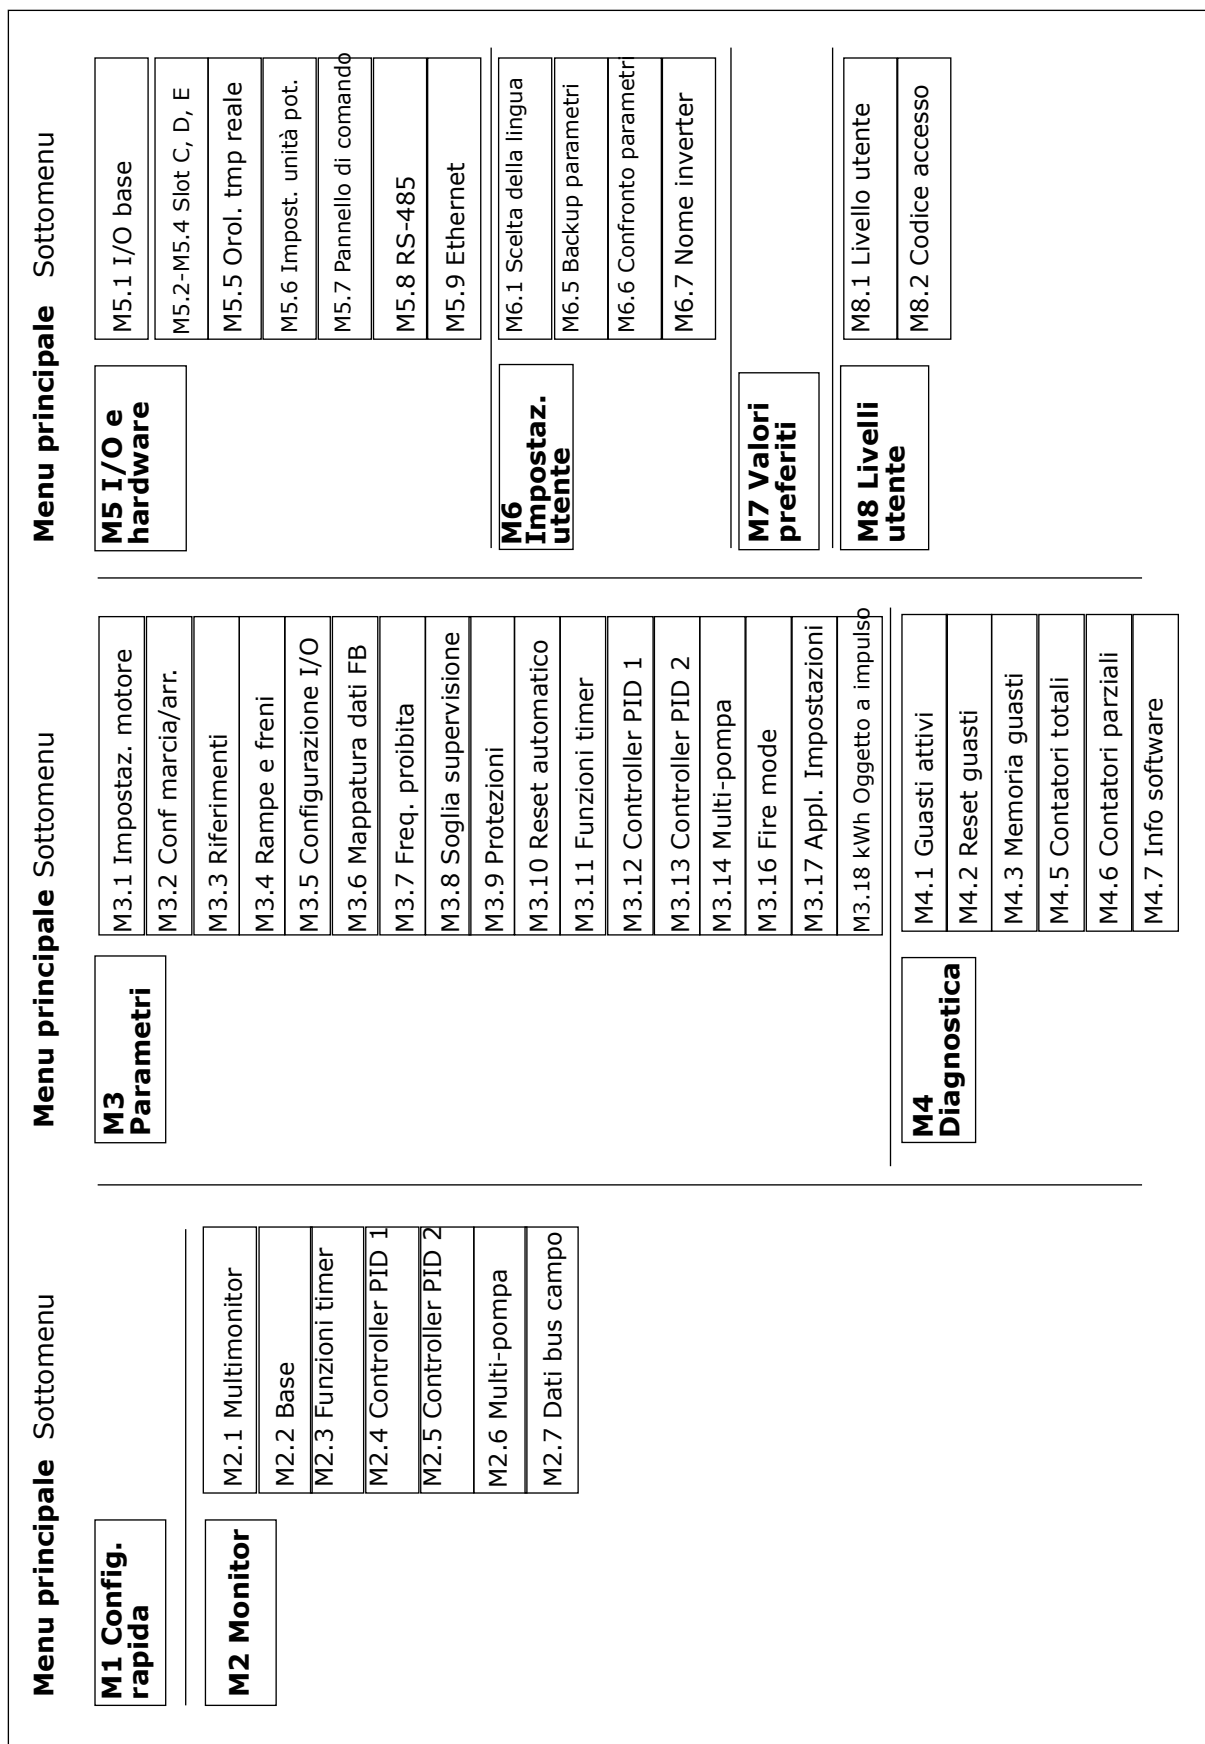 Menu principale Sottomenu
M1 Config.
rapida
M2 Monitor
M2.1 Multimonitor
M2.2 Base
M2.3 Funzioni timer
M2.4 Controller PID 1
M2.5 Controller PID 2
M2.6 Multi-pompa
M2.7 Dati bus campo
Menu principale Sottomenu
M3
Parametri
M3.1 Impostaz. motore
M3.2 Conf marcia/arr.
M3.3 Riferimenti
M3.4 Rampe e freni
M3.5 Configurazione I/O
M3.6 Mappatura dati FB
M3.7 Freq. proibita
M3.8 Soglia supervisione
M3.9 Protezioni
M3.10 Reset automatico
M3.11 Funzioni timer
M3.12 Controller PID 1
M3.13 Controller PID 2
M3.14 Multi-pompa
M3.16 Fire mode
M3.17 Appl. Impostazioni
M3.18 kWh Oggetto a impulso
M4
Diagnostica
M4.1 Guasti attivi
M4.2 Reset guasti
M4.3 Memoria guasti
M4.5 Contatori totali
M4.6 Contatori parziali
M4.7 Info software
Menu principale Sottomenu
M5 I/O e
hardware
M5.1 I/O base
M5.2-M5.4 Slot C, D, E
M5.5 Orol. tmp reale
M5.6 Impost. unità pot.
M5.7 Pannello di comando
M5.8 RS-485
M5.9 Ethernet
M6
Impostaz.
utente
M6.1 Scelta della lingua
M6.5 Backup parametri
M6.6 Confronto parametri
M6.7 Nome inverter
M7 Valori
preferiti
M8 Livelli
utente
M8.1 Livello utente
M8.2 Codice accesso